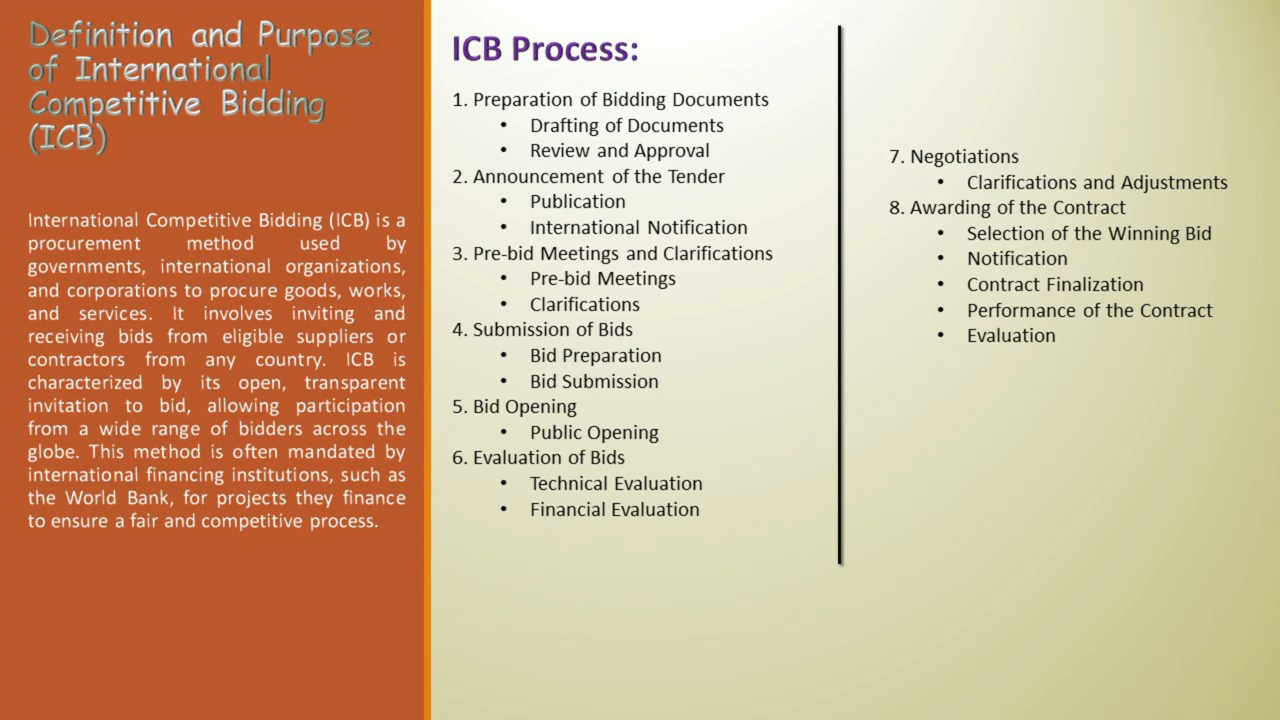 Definition and Purpose
of International
Competitive Bidding
(ICB)
International Competitive Bidding (ICB) is a
procurement method used by
governments, international organizations,
and corporations to procure goods, works,
and services. It involves inviting and
receiving bids from eligible suppliers or
contractors from any country. ICB is
characterized by its open, transparent
invitation to bid, allowing participation
from a wide range of bidders across the
globe. This method is often mandated by
international financing institutions, such as
the World Bank, for projects they finance
to ensure a fair and competitive process.
ICB Process:
1. Preparation of Bidding Documents
• Drafting of Documents
• Review and Approval
2. Announcement of the Tender
• Publication
• International Notification
3. Pre-bid Meetings and Clarifications
• Pre-bid Meetings
• Clarifications
4. Submission of Bids
• Bid Preparation
• Bid Submission
5. Bid Opening
• Public Opening
6. Evaluation of Bids
• Technical Evaluation
• Financial Evaluation
7. Negotiations
• Clarifications and Adjustments
8. Awarding of the Contract
• Selection of the Winning Bid
• Notification
• Contract Finalization
• Performance of the Contract
• Evaluation